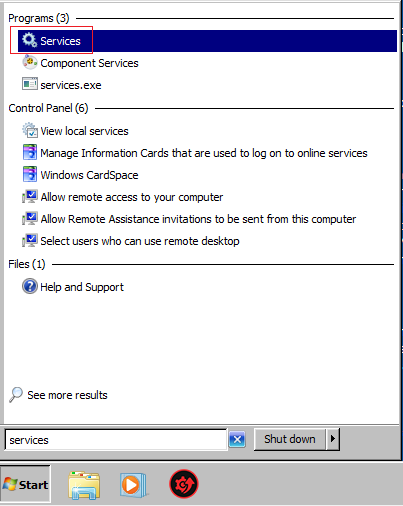 Programs (3)
Services
Component Services
services.exe
Control Panel (6)
View local services
Manage Information Cards that are used to log on to online services
Windows CardSpace
Allow remote access to your computer
Allow Remote Assistance invitations to be sent from this computer
Select users who can use remote desktop
Files (1)
Help and Support
See more results
services
Shut down
Start